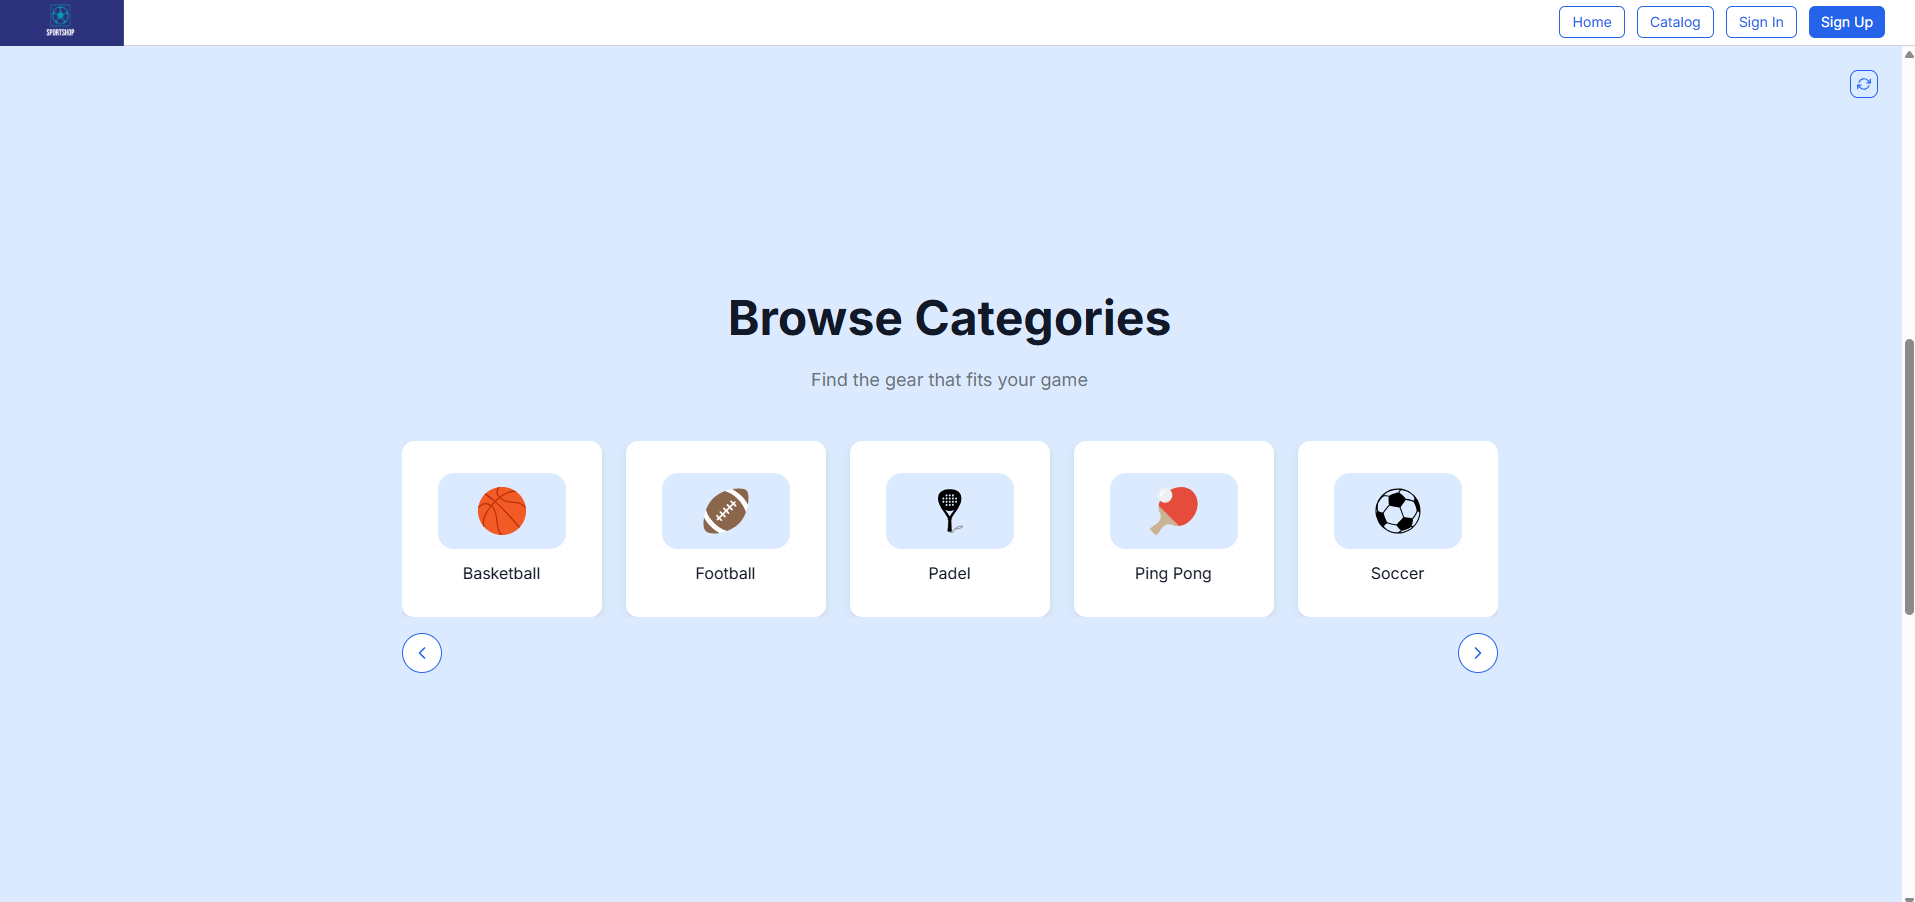 SPORTSHOP
Home
Catalog
Sign In
Sign Up
Browse Categories
Find the gear that fits your game
Basketball
Football
Padel
Ping Pong
Soccer